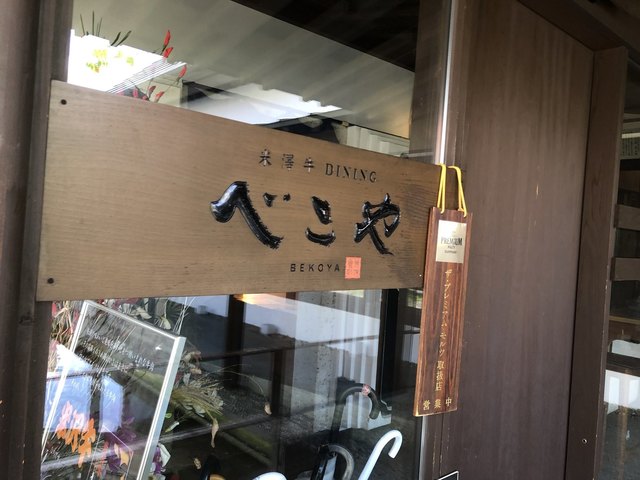 米澤牛 DINING
べこや
BEKOYA
PREMIUM
ザ・プレミアム・モルツ 取扱店
営業中